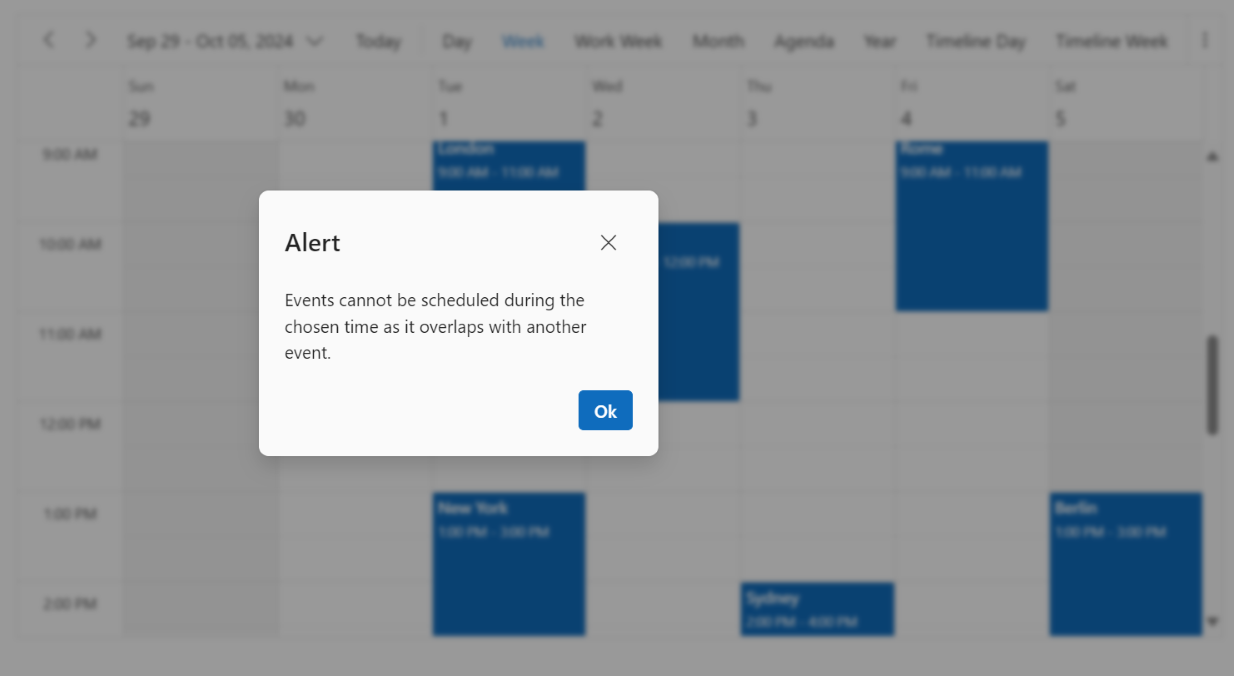 Sep 29 - Oct 05, 2024 Today Day Week Work Week Month Agenda Year Timeline Day Timeline Week
Sun Mon Tue Wed Thu Fri Sat
29 30 1 2 3 4 5
9:00 AM
London
9:00 AM - 11:00 AM
Rome
9:00 AM - 11:00 AM
10:00 AM
12:00 PM
11:00 AM
12:00 PM
Alert
Events cannot be scheduled during the
chosen time as it overlaps with another
event.
Ok
1:00 PM
New York
1:00 PM - 3:00 PM
Berlin
1:00 PM - 3:00 PM
2:00 PM
Sydney
2:00 PM - 4:00 PM